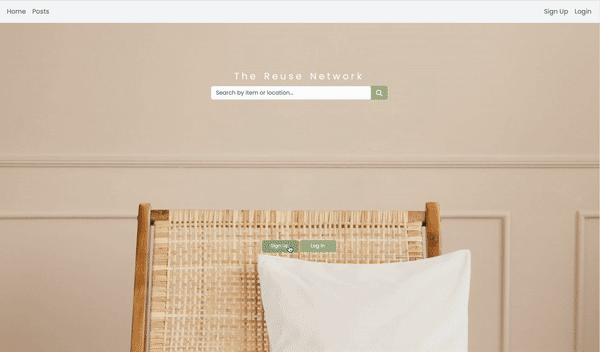 Home Posts Sign Up Login
The Reuse Network
Search by item or location...
Sign Up Log In